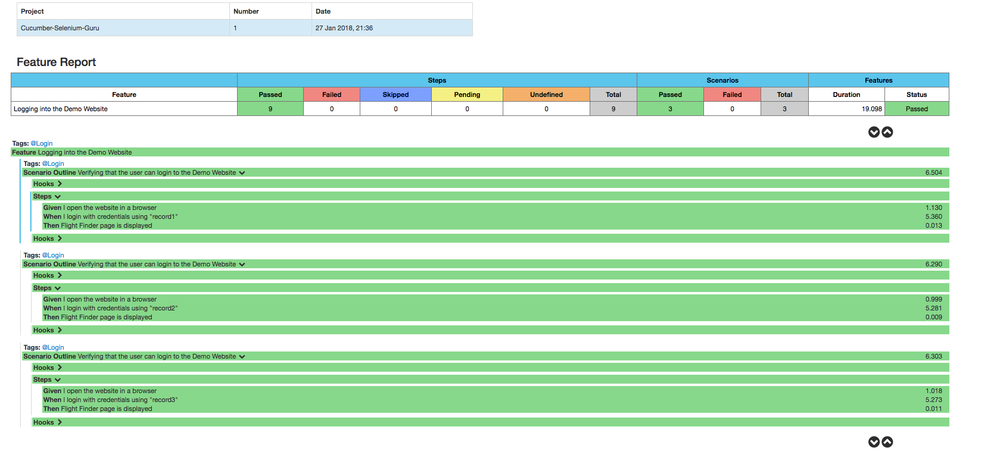 Project Number Date
Cucumber-Selenium-Guru 1 27 Jan 2018, 21:36
Feature Report
Steps Scenarios Features
Feature Passed Failed Skipped Pending Undefined Total Passed Failed Total Duration Status
Logging into the Demo Website 9 0 0 0 0 9 3 0 3 19.098 Passed
Tags: @Login
Feature Logging into the Demo Website
Tags: @Login
Scenario Outline Verifying that the user can login to the Demo Website 6.504
Hooks
Steps
Given I open the website in a browser 1.130
When I login with credentials using "record1" 5.360
Then Flight Finder page is displayed 0.013
Hooks
Tags: @Login
Scenario Outline Verifying that the user can login to the Demo Website 6.290
Hooks
Steps
Given I open the website in a browser 0.999
When I login with credentials using "record2" 5.281
Then Flight Finder page is displayed 0.009
Hooks
Tags: @Login
Scenario Outline Verifying that the user can login to the Demo Website 6.303
Hooks
Steps
Given I open the website in a browser 1.018
When I login with credentials using "record3" 5.273
Then Flight Finder page is displayed 0.011
Hooks